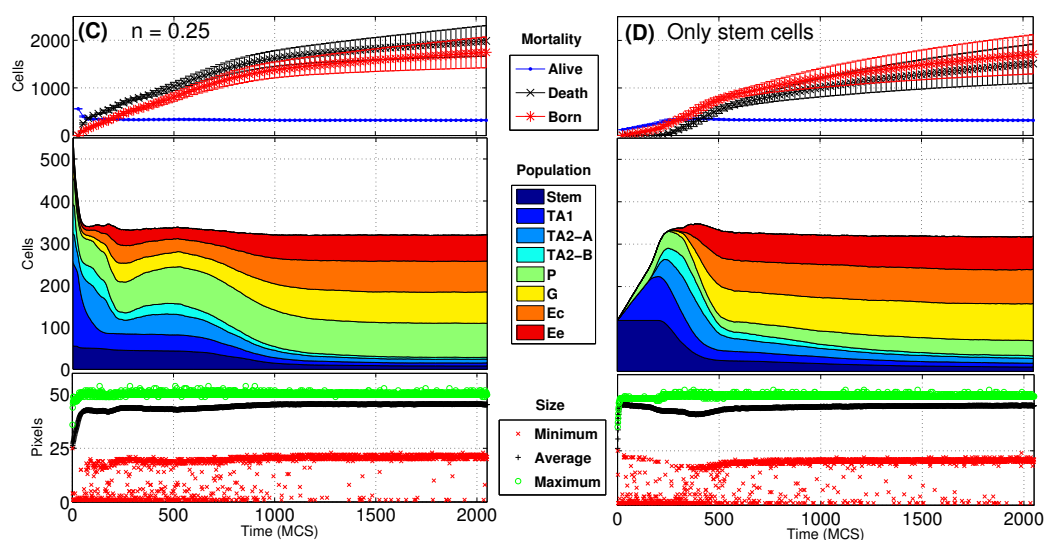 (C) n = 0.25
(D) Only stem cells
2000
1000
0
Cells
Mortality
Alive
Death
Born
500
400
300
200
100
0
Cells
Population
Stem
TA1
TA2-A
TA2-B
P
G
Ec
Ee
50
25
0
Pixels
Size
Minimum
Average
Maximum
0 500 1000 1500 2000
Time (MCS)
0 500 1000 1500 2000
Time (MCS)